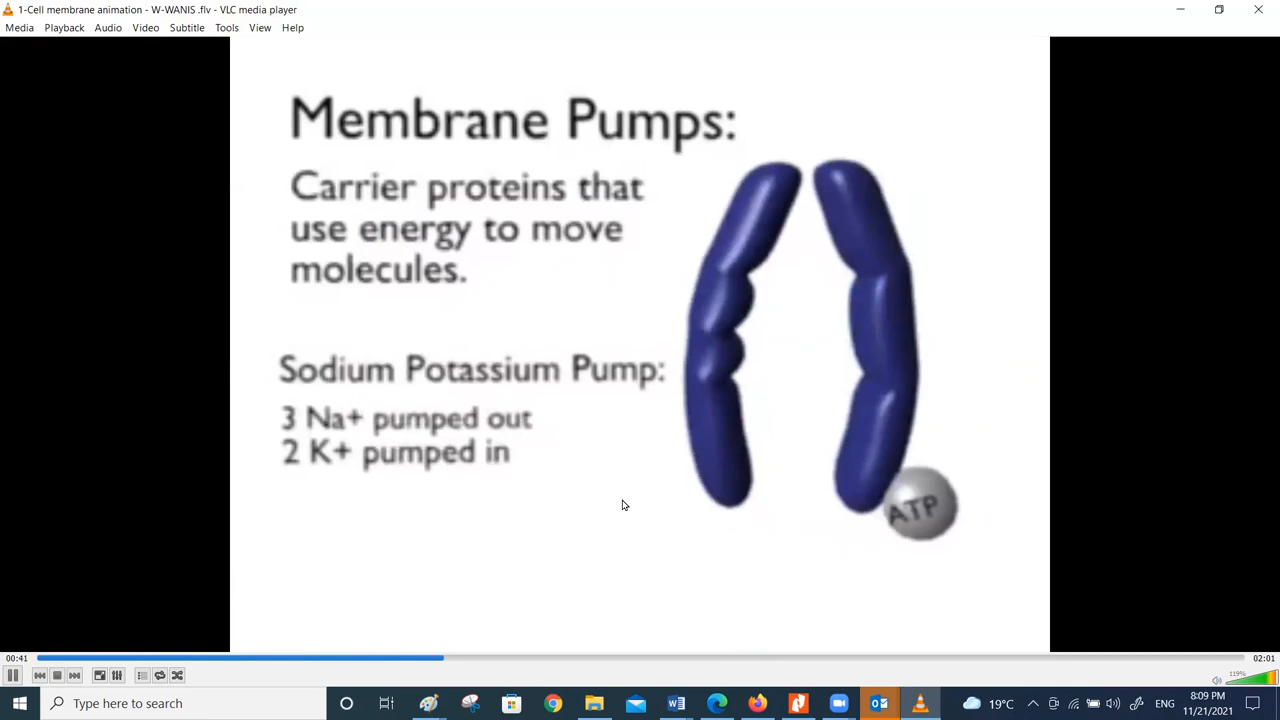 1-Cell membrane animation - W-WANIS .flv - VLC media player
Media Playback Audio Video Subtitle Tools View Help
Membrane Pumps:
Carrier proteins that
use energy to move
molecules.
Sodium Potassium Pump:
3 Na+ pumped out
2 K+ pumped in
ATP
00:41
02:01
119%
Type here to search
19°C
ENG
8:09 PM
11/21/2021